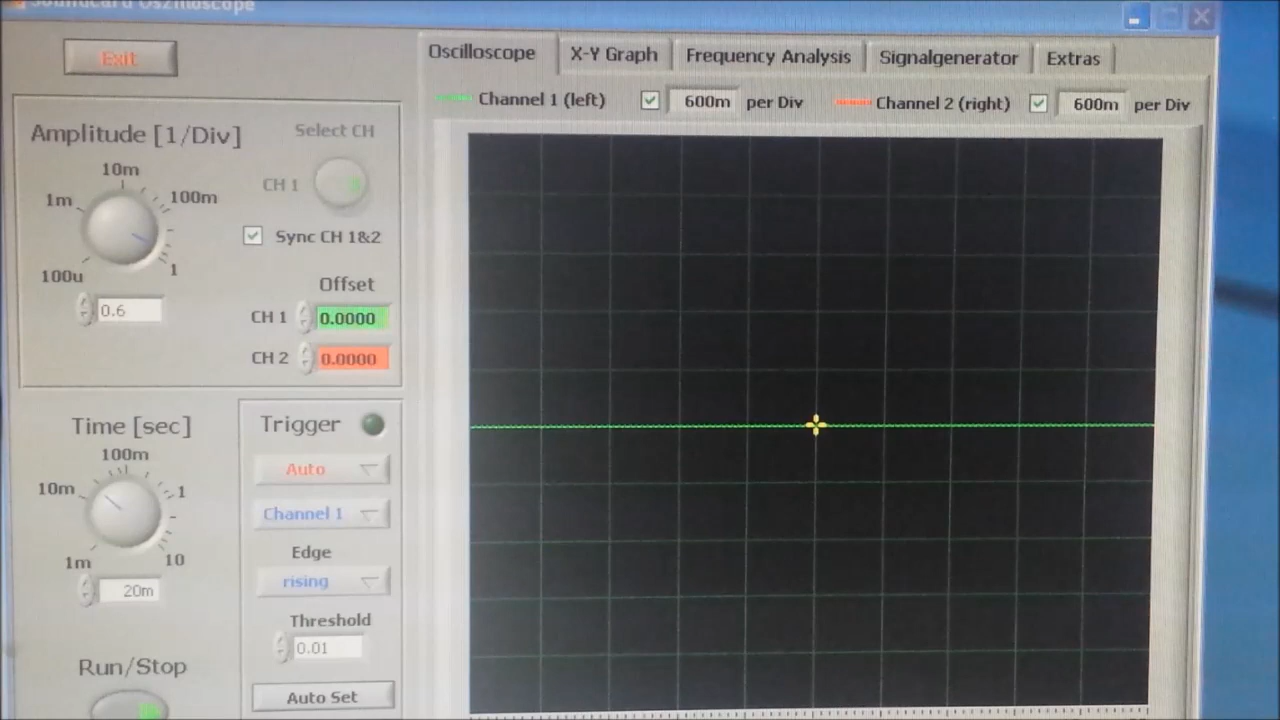 Soundcard Oszilloscope
Exit
Oscilloscope
X-Y Graph
Frequency Analysis
Signalgenerator
Extras
Channel 1 (left)
600m per Div
Channel 2 (right)
600m per Div
Amplitude [1/Div]
10m
1m
100m
100u
1
0.6
Select CH
CH 1
Sync CH 1&2
Offset
CH 1 0.0000
CH 2 0.0000
Time [sec]
100m
10m
1
1m
10
20m
Run/Stop
Trigger
Auto
Channel 1
Edge
rising
Threshold
0.01
Auto Set